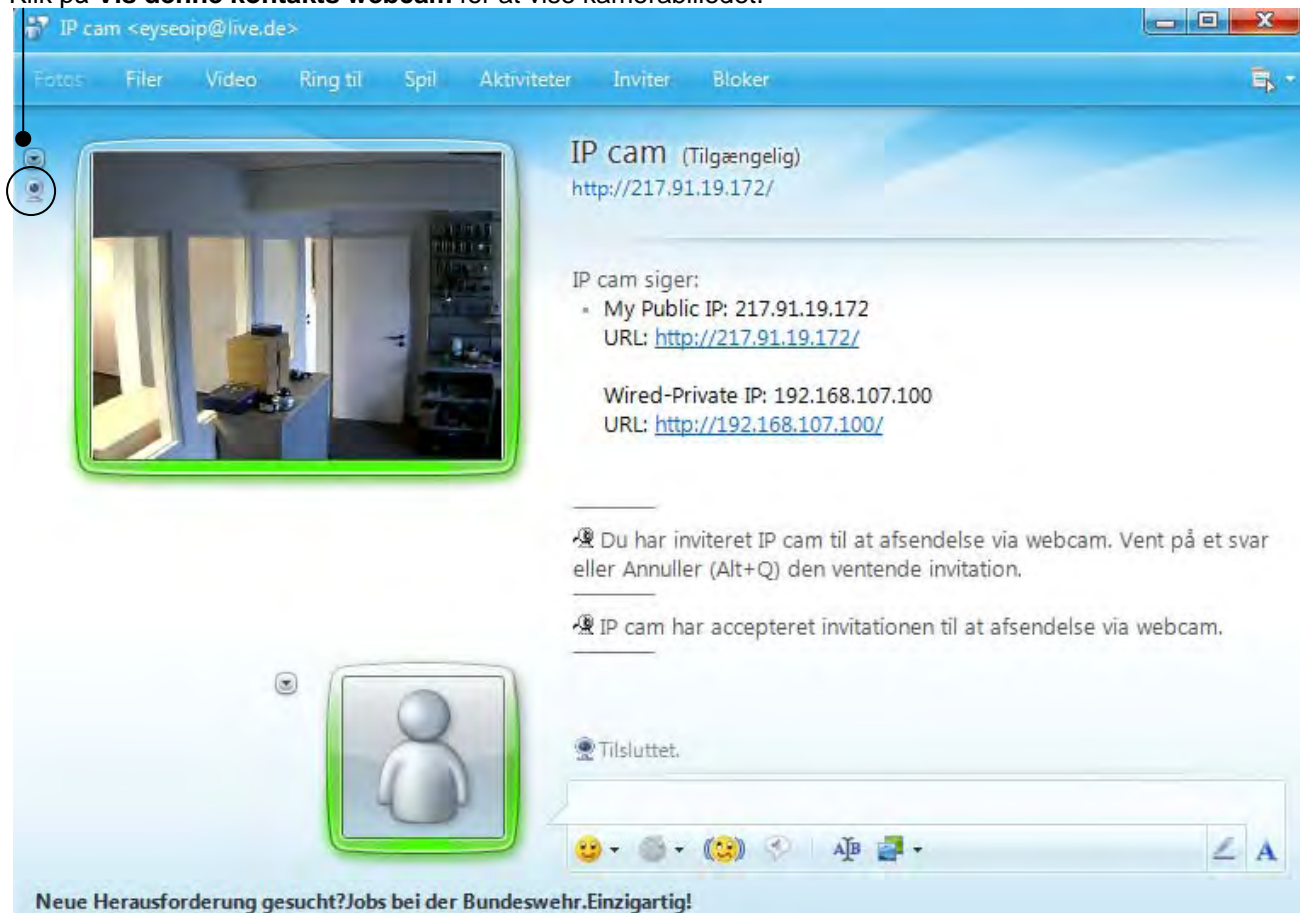 Klik på Vis denne kontakts webcam for at vise kamerabilledet.
IP cam <eyseoip@live.de>
Fotos Filer Video Ring til Spil Aktiviteter Inviter Bloker
IP cam (Tilgængelig)
http://217.91.19.172/
IP cam siger:
My Public IP: 217.91.19.172
URL: http://217.91.19.172/
Wired-Private IP: 192.168.107.100
URL: http://192.168.107.100/
Du har inviteret IP cam til at afsendelse via webcam. Vent på et svar
eller Annuller (Alt+Q) den ventende invitation.
IP cam har accepteret invitationen til at afsendelse via webcam.
Tilsluttet.
Neue Herausforderung gesucht?Jobs bei der Bundeswehr.Einzigartig!